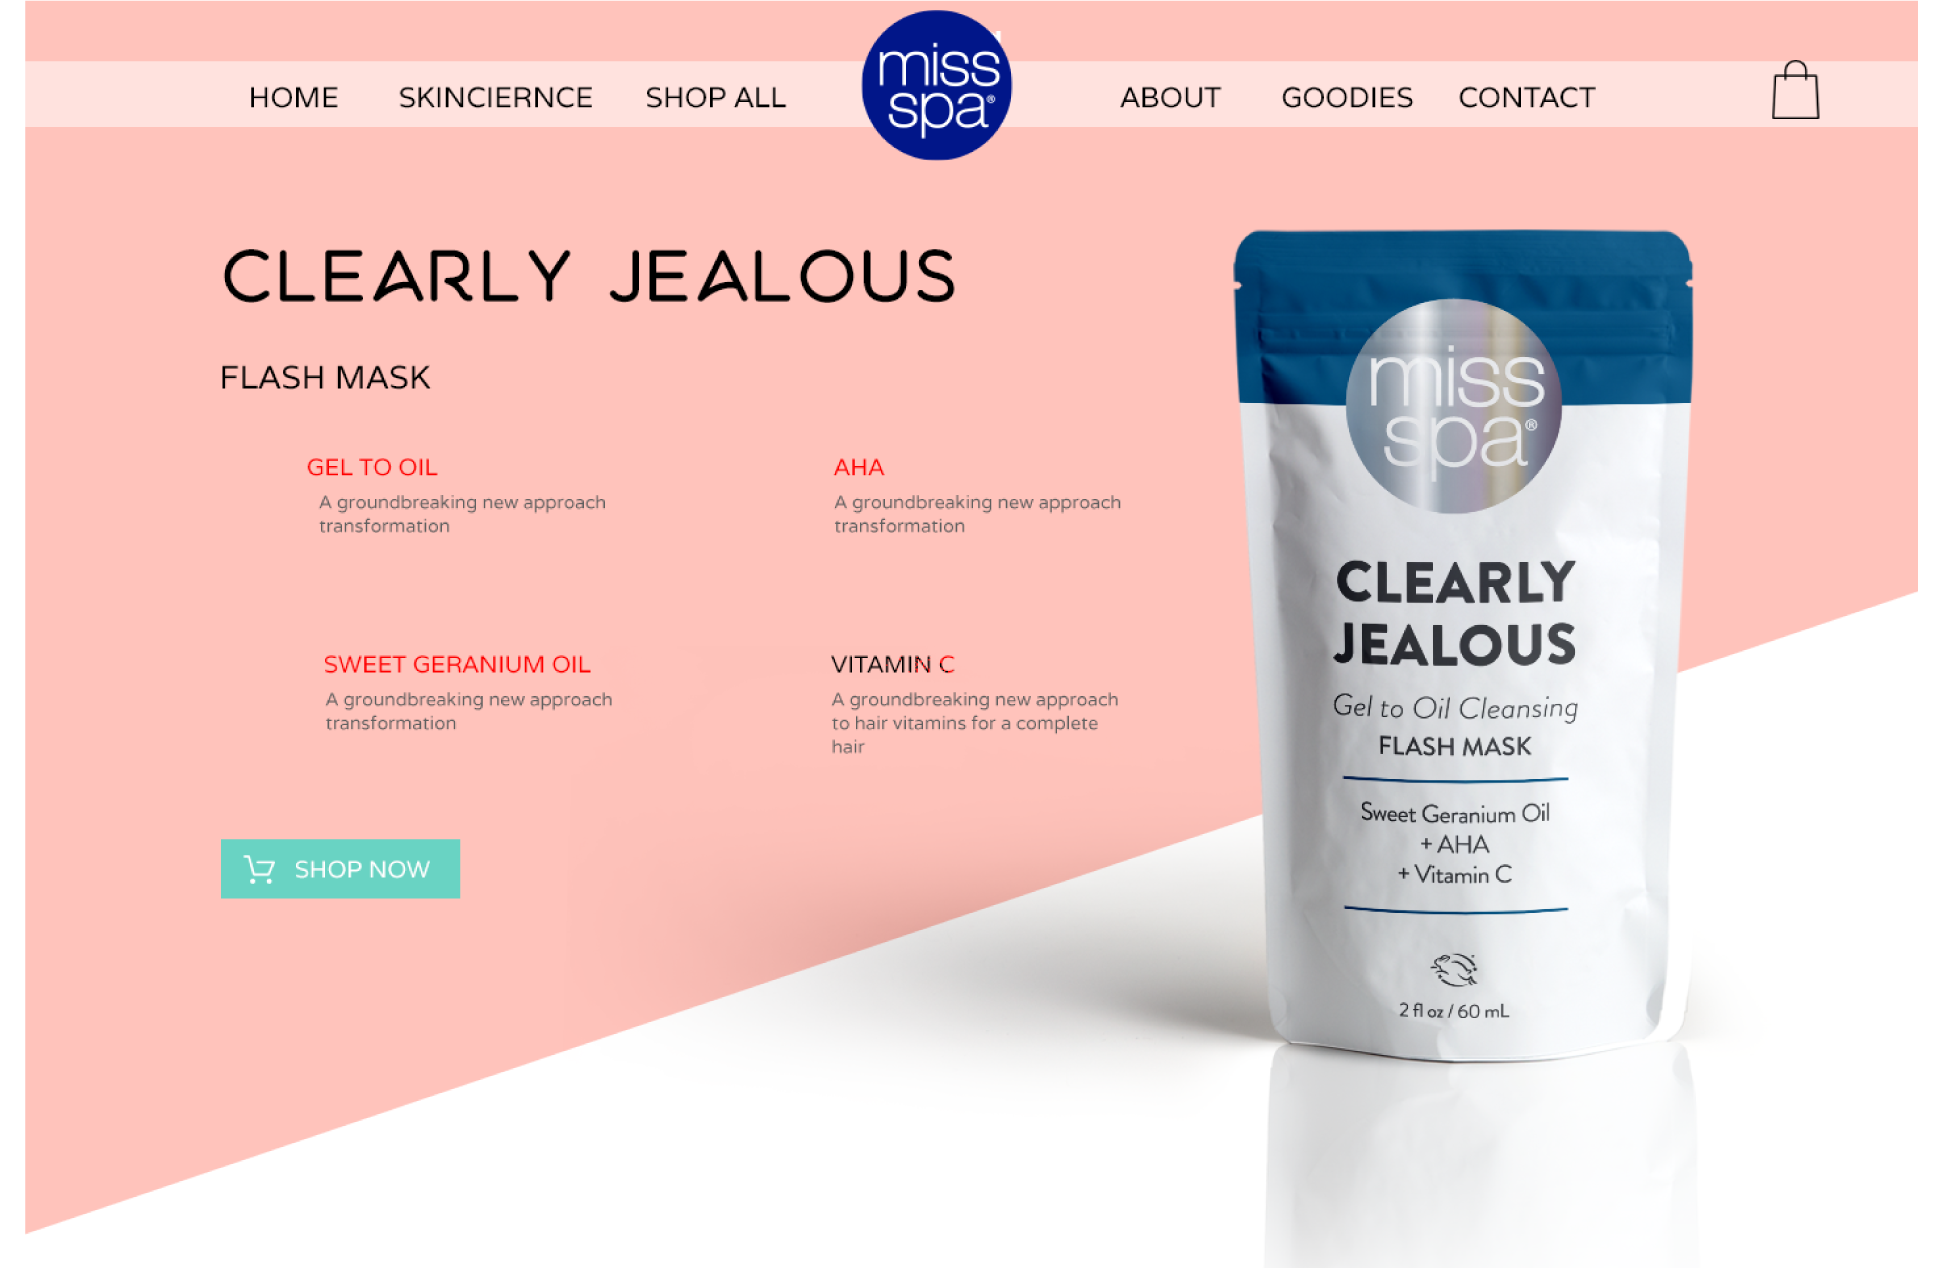 HOME SKINCIERNCE SHOP ALL miss spa® ABOUT GOODIES CONTACT
CLEARLY JEALOUS
FLASH MASK
GEL TO OIL
A groundbreaking new approach
transformation
AHA
A groundbreaking new approach
transformation
SWEET GERANIUM OIL
A groundbreaking new approach
transformation
VITAMIN C
A groundbreaking new approach
to hair vitamins for a complete
hair
SHOP NOW
miss
spa®
CLEARLY
JEALOUS
Gel to Oil Cleansing
FLASH MASK
Sweet Geranium Oil
+ AHA
+ Vitamin C
2 fl oz / 60 mL